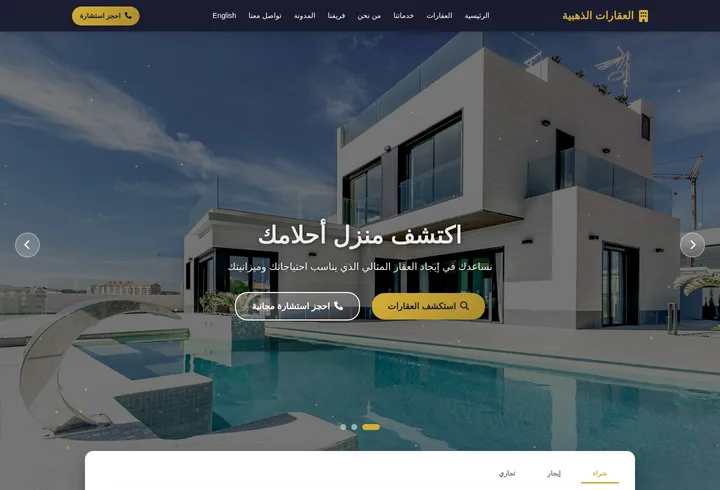 العقارات الذهبية
الرئيسية العقارات خدماتنا من نحن فريقنا المدونة تواصل معنا English
احجز استشارة
اكتشف منزل أحلامك
نساعدك في إيجاد العقار المثالي الذي يناسب احتياجاتك وميزانيتك
استكشف العقارات
احجز استشارة مجانية
شراء إيجار تجاري